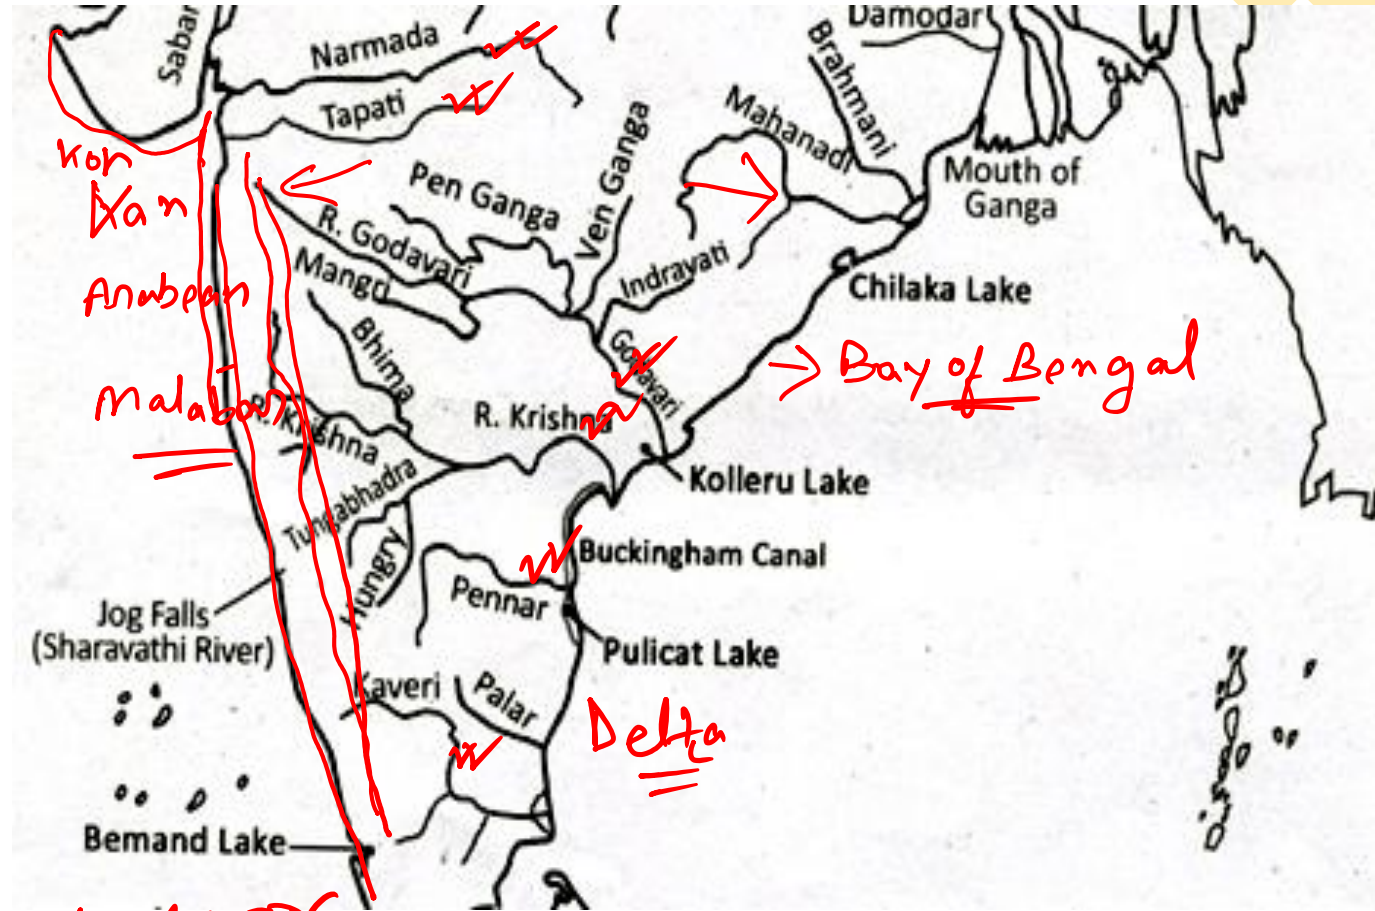 Damodar
Sabar
Narmada
Brahmani
Tapati
Mahanadi
Kon
Mouth of
Ganga
Pen Ganga
Ven Ganga
Kan
R. Godavari
Indrayati
Mangri
Chilaka Lake
Arabean
Bhima
Godavari
→ Bay of Bengal
Malabar
R. Krishna
R. Krishna
Kolleru Lake
Tungabhadra
Buckingham Canal
Hungry
Pennar
Jog Falls
(Sharavathi River)
Pulicat Lake
Kaveri
Palar
Delta
Bemand Lake